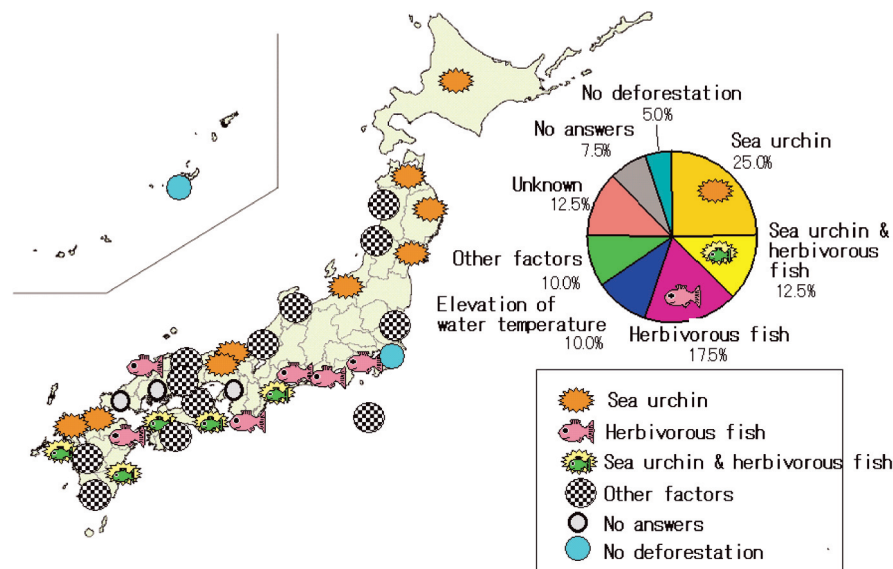 No deforestation
5.0%
No answers
7.5%
Sea urchin
25.0%
Unknown
12.5%
Sea urchin &
herbivorous
fish
12.5%
Other factors
10.0%
Elevation of
water temperature
10.0%
Herbivorous fish
17.5%
Sea urchin
Herbivorous fish
Sea urchin & herbivorous fish
Other factors
No answers
No deforestation